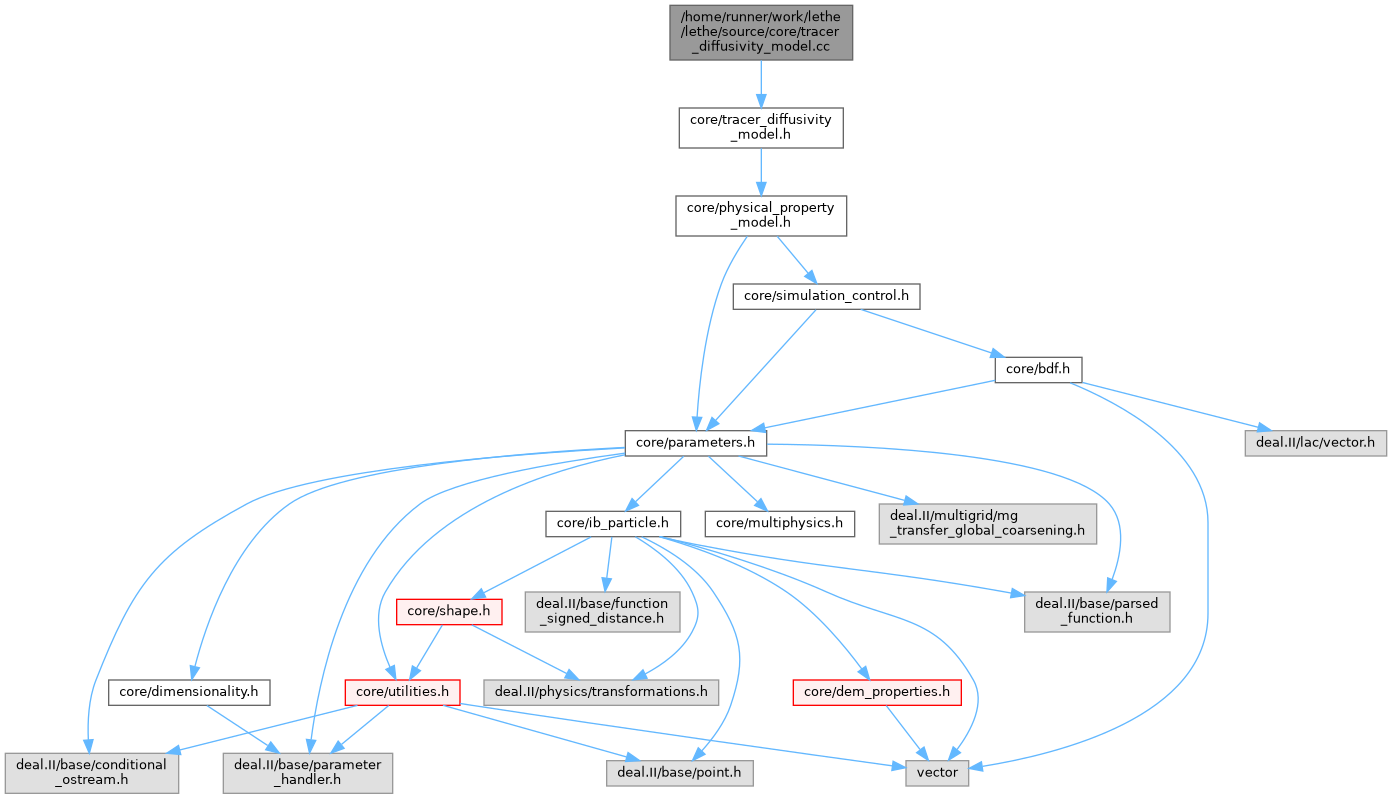 /home/runner/work/lethe
/lethe/source/core/tracer
_diffusivity_model.cc
core/tracer_diffusivity
_model.h
core/physical_property
_model.h
core/simulation_control.h
core/bdf.h
core/parameters.h
deal.II/lac/vector.h
core/ib_particle.h
core/multiphysics.h
deal.II/multigrid/mg
_transfer_global_coarsening.h
core/shape.h
deal.II/base/function
_signed_distance.h
deal.II/base/parsed
_function.h
core/dimensionality.h
core/utilities.h
deal.II/physics/transformations.h
core/dem_properties.h
deal.II/base/conditional
_ostream.h
deal.II/base/parameter
_handler.h
deal.II/base/point.h
vector